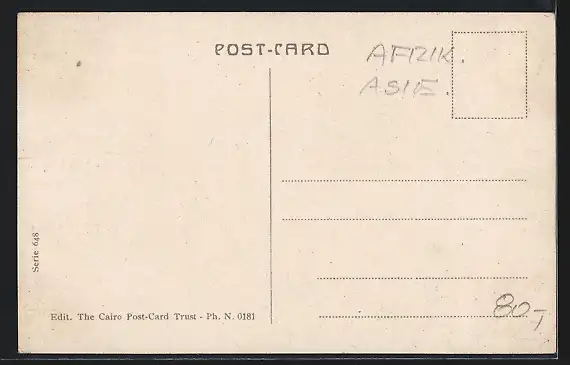 POST-CARD
AFRIK.
ASIE.
Serie 648
Edit. The Cairo Post-Card Trust - Ph. N. 0181
80,-